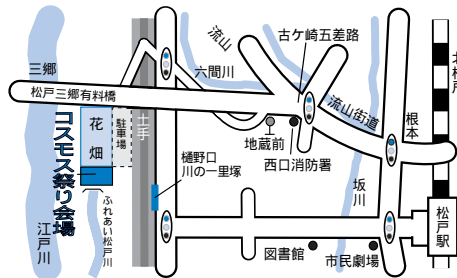 古ケ崎五差路
流山
六間川
三郷
松戸三郷有料橋
流山街道
根本
北松戸
土手
駐車場
花畑
地蔵前
西口消防署
コスモス祭り会場
樋野口
川の一里塚
坂川
ふれあい松戸川
江戸川
松戸駅
図書館
市民劇場